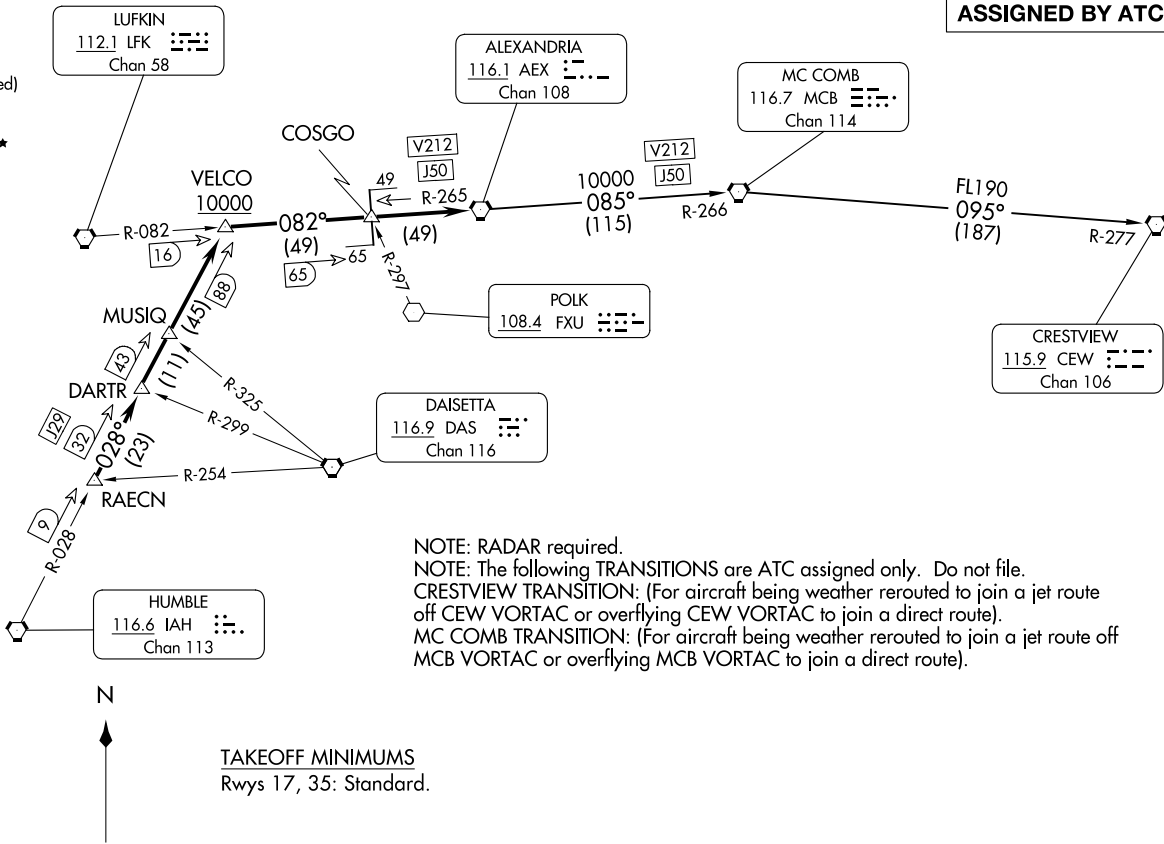 ASSIGNED BY ATC
LUFKIN
112.1 LFK
Chan 58
ed)
ALEXANDRIA
116.1 AEX
Chan 108
MC COMB
116.7 MCB
Chan 114
COSGO
V212
J50
V212
J50
VELCO
10000
49
R-265
10000
085°
(115)
R-266
FL190
095°
(187)
R-277
R-082
16
082°
(49)
(49)
65
65
R-297
88
POLK
108.4 FXU
MUSIQ
(45)
CRESTVIEW
115.9 CEW
Chan 106
43
(11)
DARTR
R-325
R-299
J29
32
028°
(23)
DAISETTA
116.9 DAS
Chan 116
R-254
RAECN
9
R-028
HUMBLE
116.6 IAH
Chan 113
NOTE: RADAR required.
NOTE: The following TRANSITIONS are ATC assigned only. Do not file.
CRESTVIEW TRANSITION: (For aircraft being weather rerouted to join a jet route
off CEW VORTAC or overflying CEW VORTAC to join a direct route).
MC COMB TRANSITION: (For aircraft being weather rerouted to join a jet route off
MCB VORTAC or overflying MCB VORTAC to join a direct route).
N
TAKEOFF MINIMUMS
Rwys 17, 35: Standard.